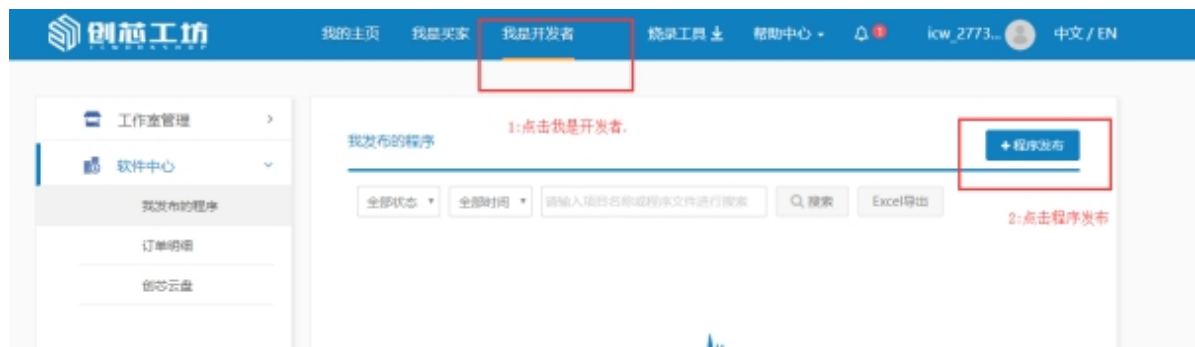 创芯工坊 我的主页 我是买家 我是开发者 烧录工具 帮助中心 icw_2773... 中文 / EN
工作室管理
软件中心
我发布的程序
订单明细
创芯云盘
我发布的程序
1:点击我是开发者.
+程序发布
全部状态 全部时间 请输入项目名称或程序文件进行搜索 搜索 Excel导出
2:点击程序发布